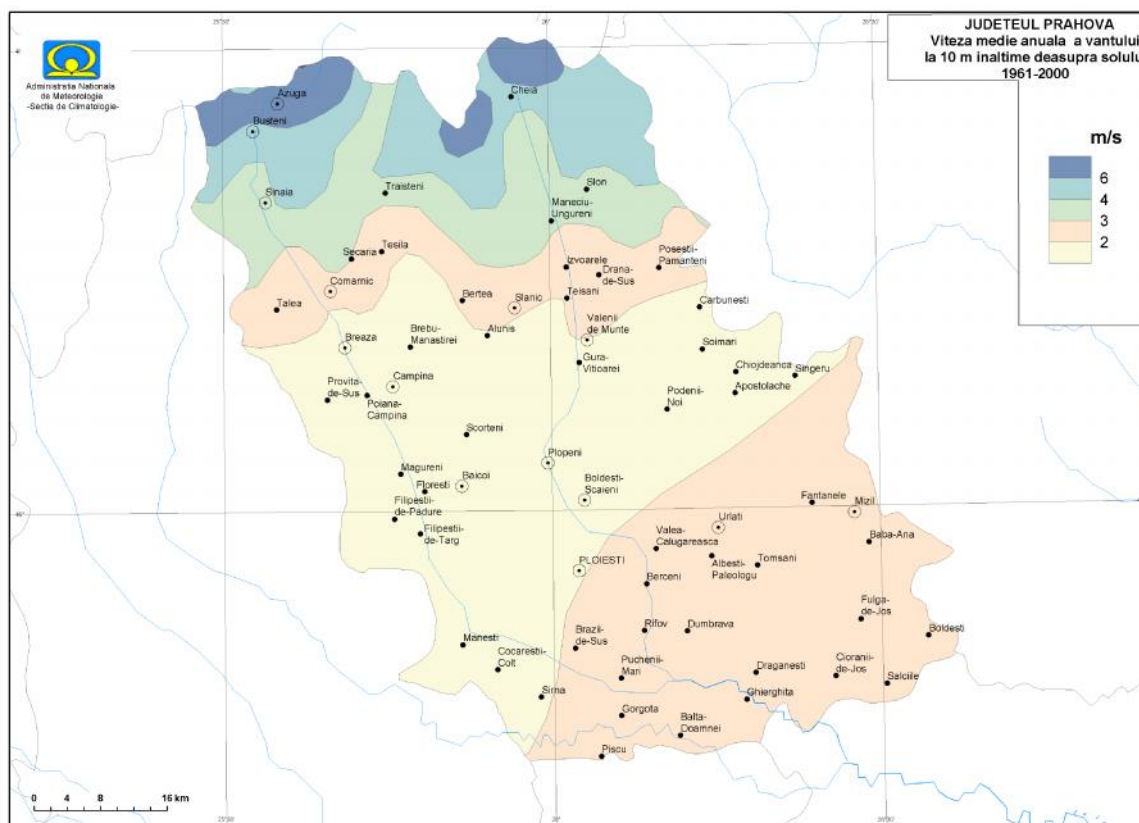 JUDETEUL PRAHOVA
Viteza medie anuala a vantului
la 10 m inaltime deasupra solulu
1961-2000
Administratia Nationala
de Meteorologie
-Sectia de Climatologie-
m/s
6
4
3
2
Azuga
Cheia
Busteni
Sinaia
Traisteni
Slon
Maneciu-
Ungureni
Secaria
Tesila
Izvoarele
Drana-
de-Sus
Posestii-
Pamanteni
Comarnic
Talea
Bertea
Slanic
Teisani
Carbunesti
Valenii
de Munte
Breaza
Brebu-
Manastirei
Alunis
Gura-
Vitioarei
Soimari
Chiojdeanca
Singeru
Provita-
de-Sus
Campina
Poiana-
Campina
Podenii-
Noi
Apostolache
Scorteni
Plopeni
Magureni
Floresti
Baicoi
Boldesti-
Scaieni
Filipestii-
de-Padure
Filipestii-
de-Targ
Fantanele
Mizil
Urlati
Valea-
Calugareasca
Baba-Ana
Albesti-
Paleologu
Tomsani
PLOIESTI
Berceni
Fulga-
de-Jos
Boldesti
Manesti
Brazii-
de-Sus
Rifov
Dumbrava
Cocarestii-
Colt
Puchenii-
Mari
Draganesti
Cioranii-
de-Jos
Salciile
Sirna
Gorgota
Ghierghita
Balta-
Doamnei
Piscu
0 4 8 16 km